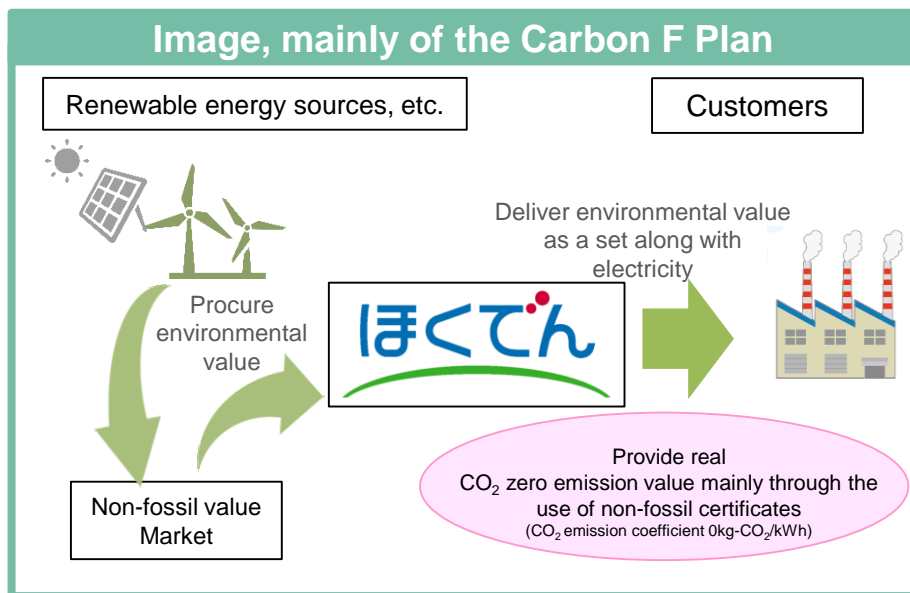 Image, mainly of the Carbon F Plan
Renewable energy sources, etc.
Customers
Deliver environmental value
as a set along with
electricity
Procure
environmental
value
ほくでん
Non-fossil value
Market
Provide real
CO₂ zero emission value mainly through the
use of non-fossil certificates
(CO₂ emission coefficient 0kg-CO₂/kWh)